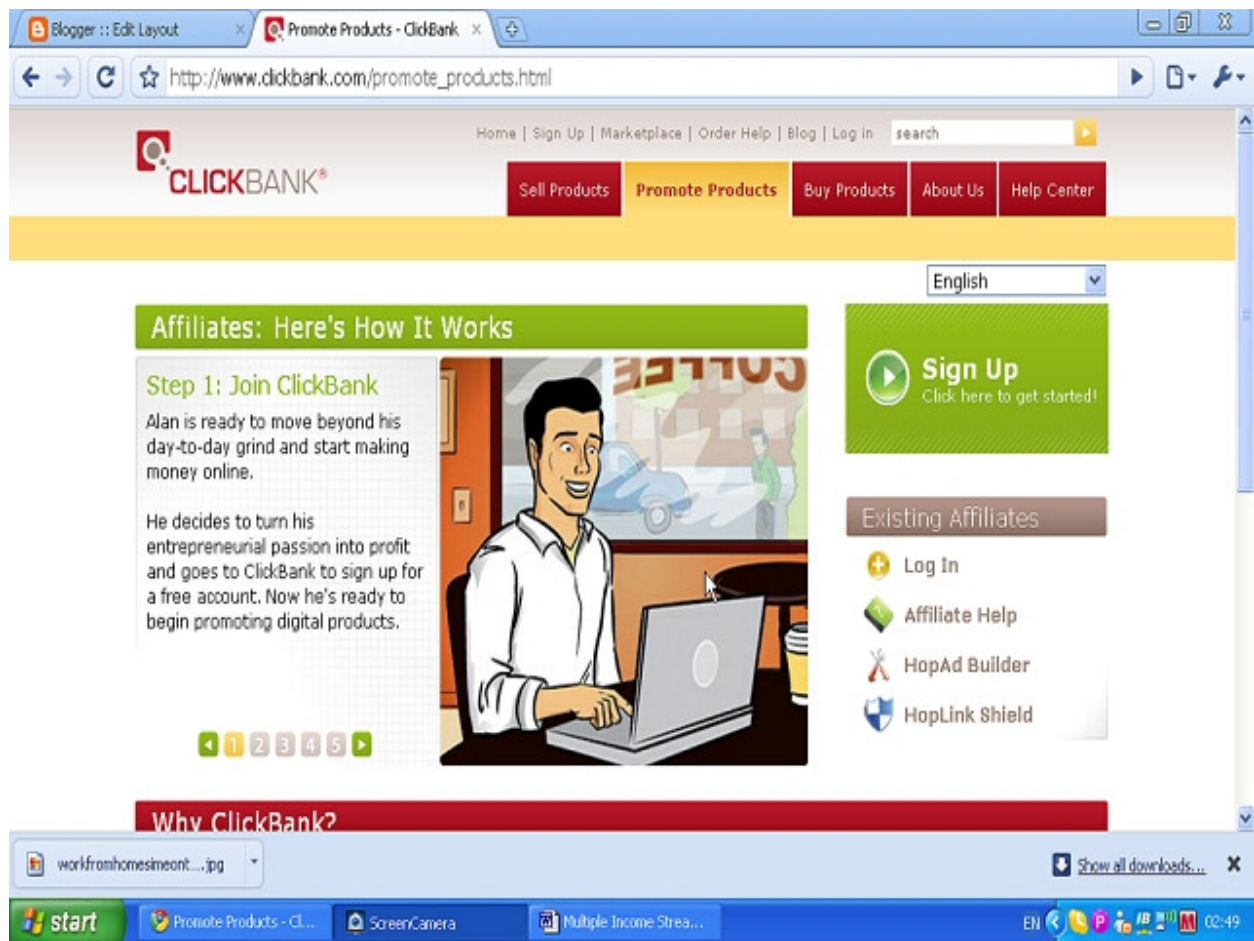 Blogger :: Edit Layout
Promote Products - ClickBank
http://www.clickbank.com/promote_products.html
Home | Sign Up | Marketplace | Order Help | Blog | Log in
search
CLICKBANK®
Sell Products
Promote Products
Buy Products
About Us
Help Center
English
Affiliates: Here's How It Works
Step 1: Join ClickBank
Alan is ready to move beyond his
day-to-day grind and start making
money online.
He decides to turn his
entrepreneurial passion into profit
and goes to ClickBank to sign up for
a free account. Now he's ready to
begin promoting digital products.
1 2 3 4 5
COFFEE
Sign Up
Click here to get started!
Existing Affiliates
Log In
Affiliate Help
HopAd Builder
HopLink Shield
Why ClickBank?
workfromhomesimeont....jpg
Show all downloads...
start
Promote Products - Cl...
ScreenCamera
Multiple Income Strea...
EN
02:49